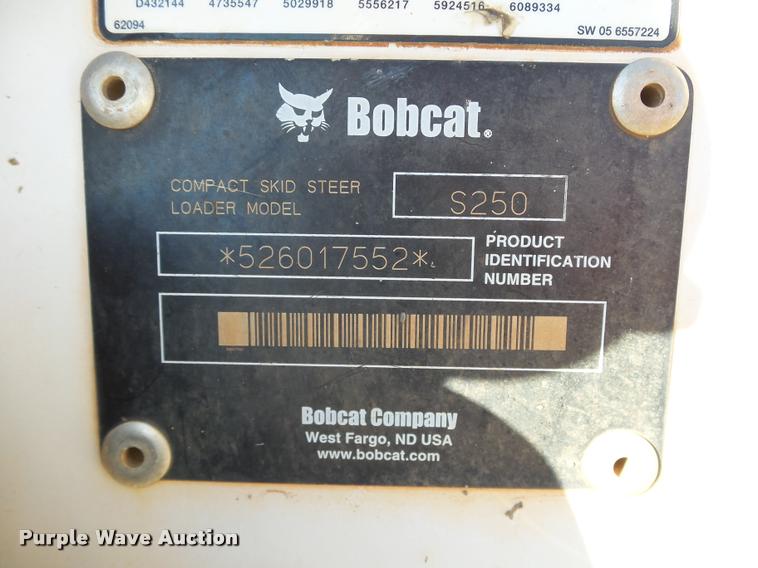 D432144 4735547 5029918 5556217 5924516 6089334
62094 SW 05 6557224
Bobcat®
COMPACT SKID STEER
LOADER MODEL S250
*526017552*
PRODUCT
IDENTIFICATION
NUMBER
Bobcat Company
West Fargo, ND USA
www.bobcat.com
Purple Wave Auction